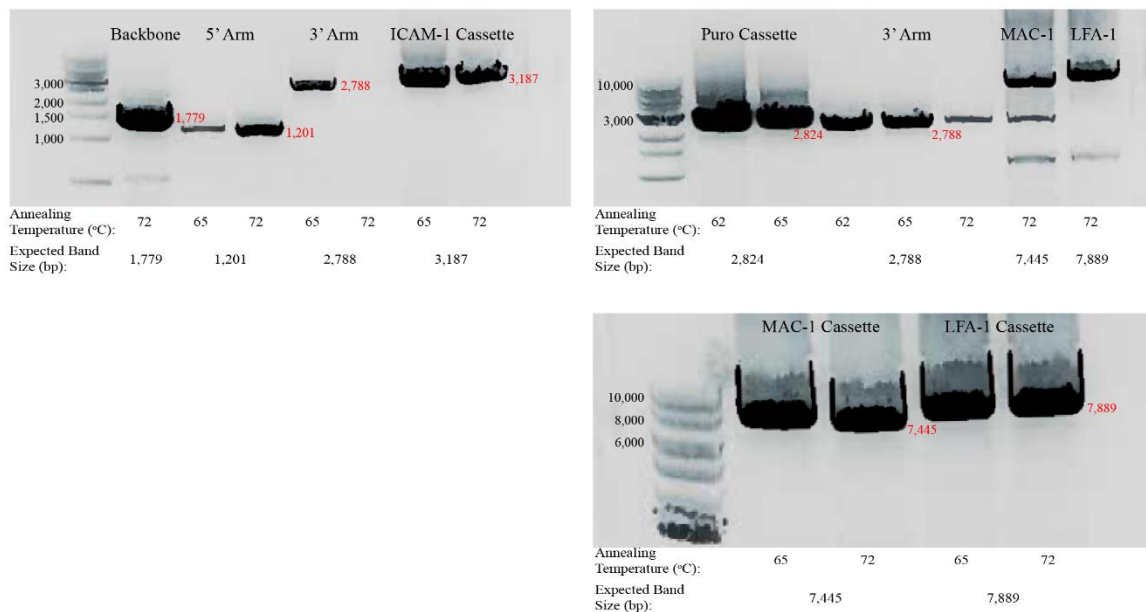 Backbone 5’ Arm 3’ Arm ICAM-1 Cassette
3,000
2,000
1,500
1,000
1,779
1,201
2,788
3,187
Annealing
Temperature (°C): 72 65 72 65 72 65 72
Expected Band
Size (bp): 1,779 1,201 2,788 3,187
Puro Cassette 3’ Arm MAC-1 LFA-1
10,000
3,000
2,824
2,788
Annealing
Temperature (°C): 62 65 62 65 72 72 72
Expected Band
Size (bp): 2,824 2,788 7,445 7,889
MAC-1 Cassette LFA-1 Cassette
10,000
8,000
6,000
7,445
7,889
Annealing
Temperature (°C): 65 72 65 72
Expected Band
Size (bp): 7,445 7,889